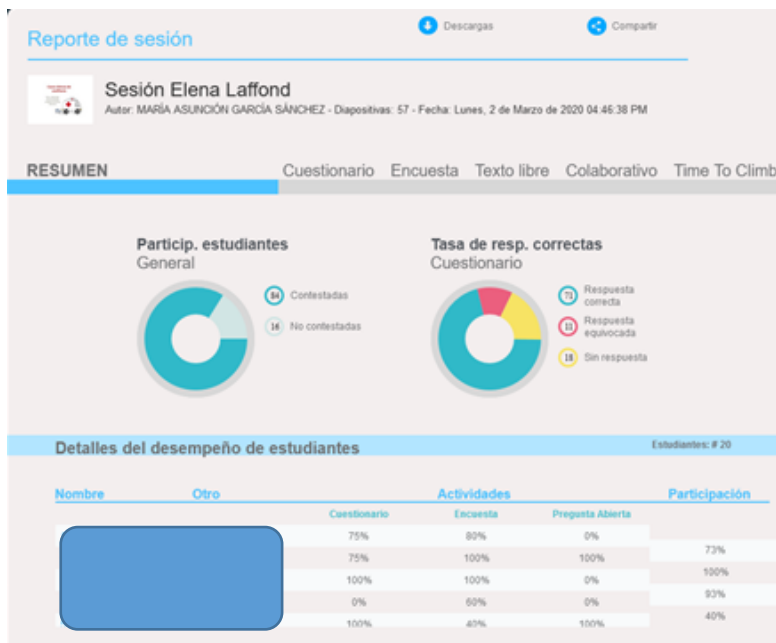 Descargas
Compartir
Reporte de sesión
Sesión Elena Laffond
Autor: MARÍA ASUNCIÓN GARCÍA SÁNCHEZ - Diapositivas: 57 - Fecha: Lunes, 2 de Marzo de 2020 04:46:38 PM
RESUMEN Cuestionario Encuesta Texto libre Colaborativo Time To Climb
Particip. estudiantes
General
84 Contestadas
16 No contestadas
Tasa de resp. correctas
Cuestionario
71 Respuesta
correcta
11 Respuesta
equivocada
18 Sin respuesta
Detalles del desempeño de estudiantes
Estudiantes: # 20
Nombre Otro Actividades Participación
Cuestionario Encuesta Pregunta Abierta
75% 80% 0%
73%
75% 100% 100%
100%
100% 100% 0%
93%
0% 60% 0%
40%
100% 40% 100%